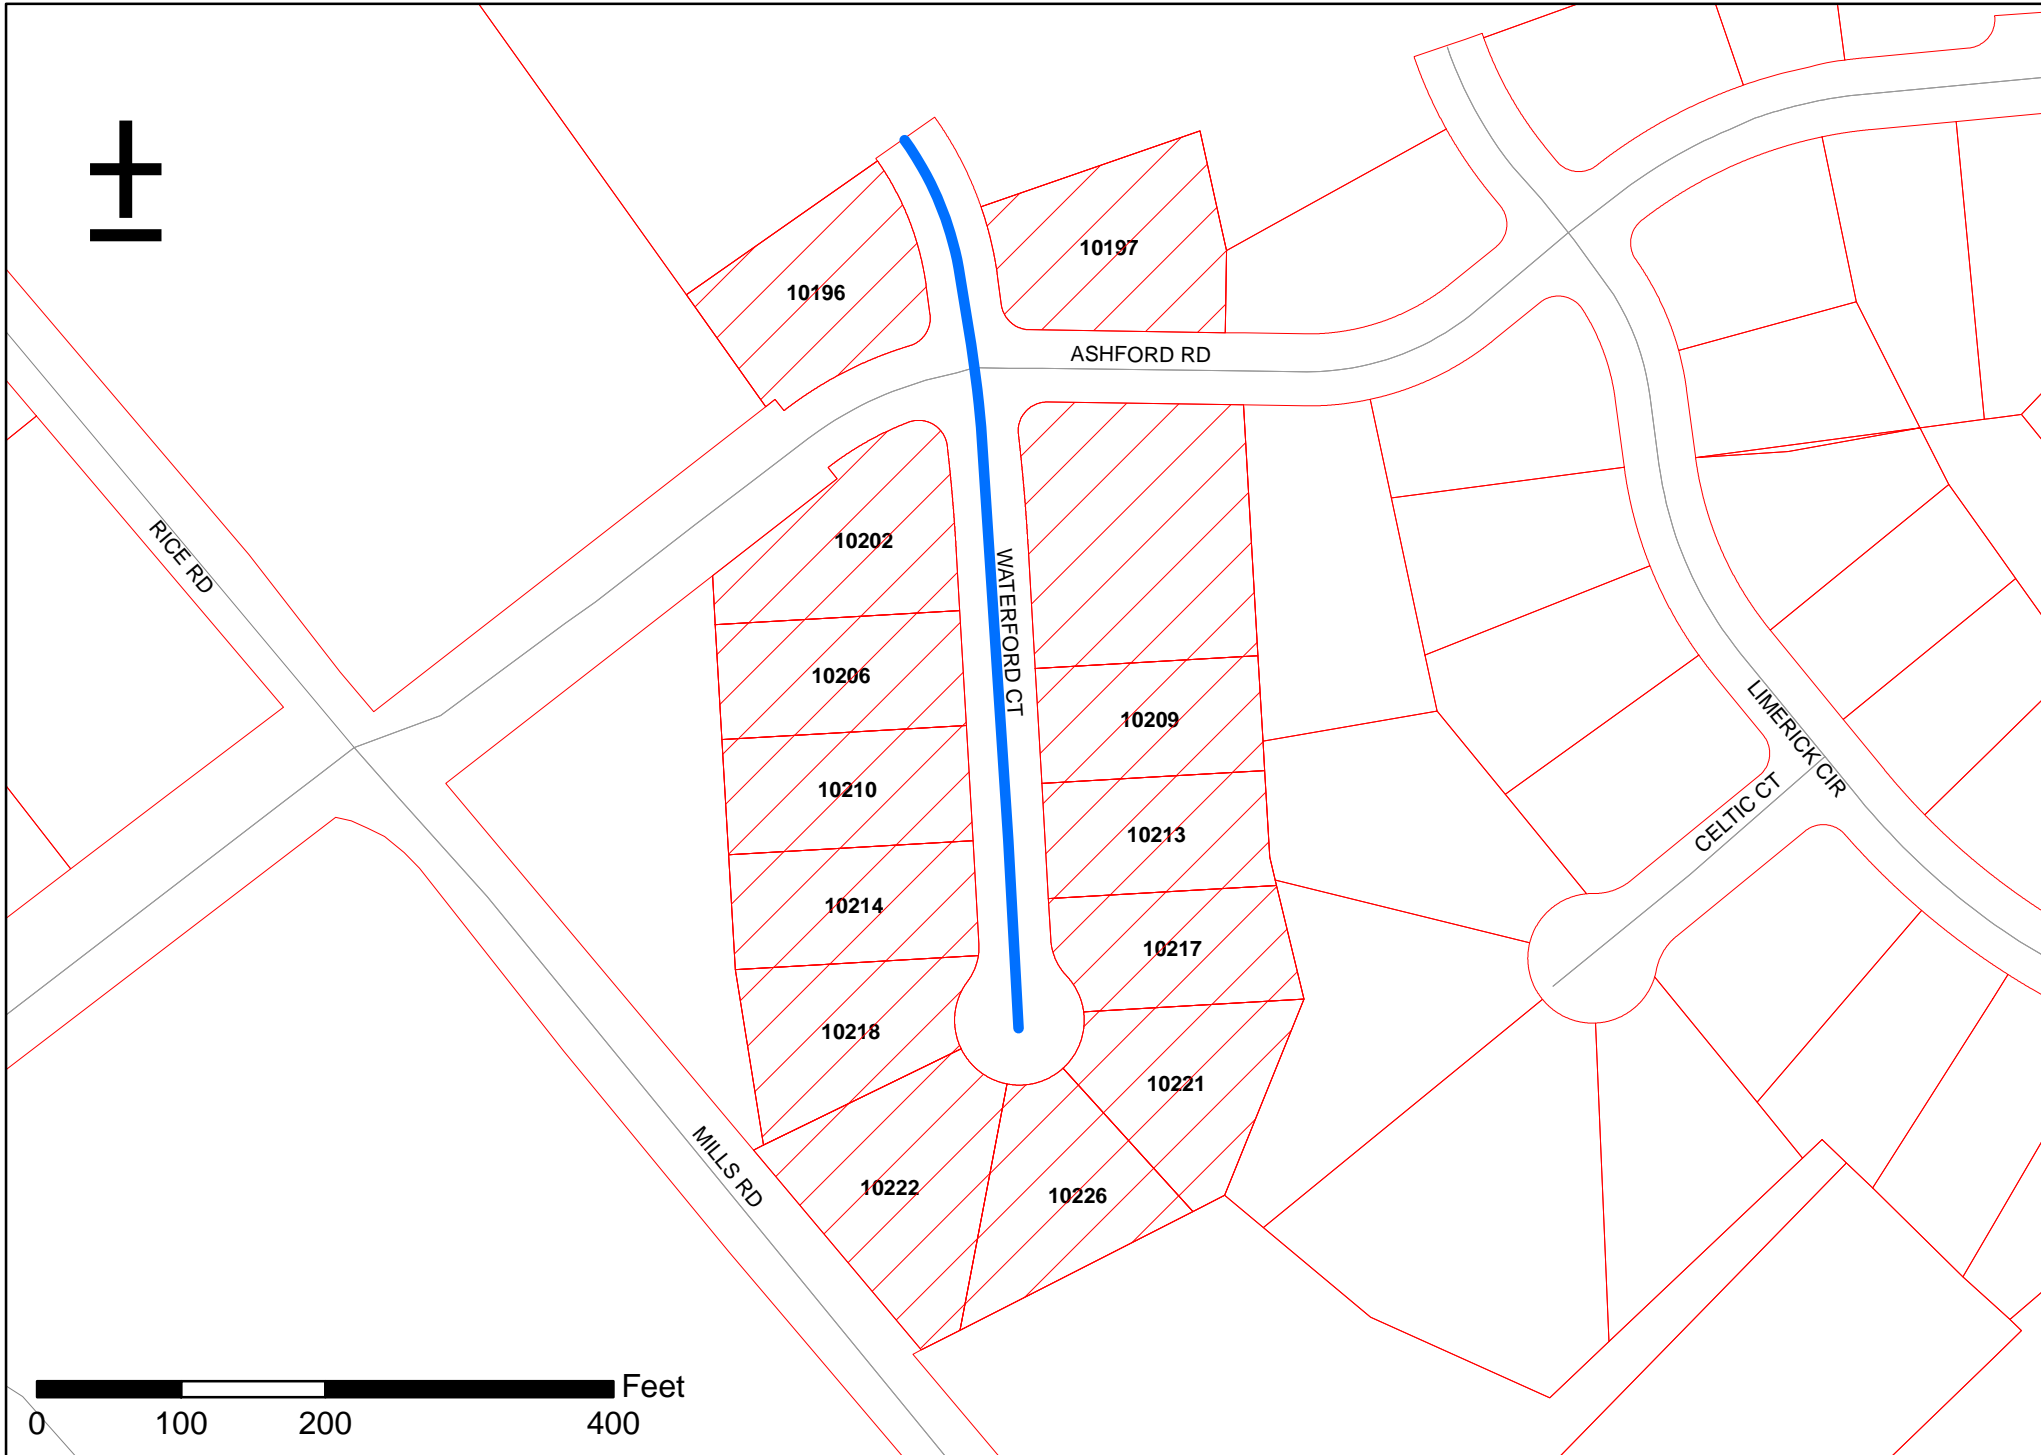 10197
10196
ASHFORD RD
RICE RD
10202
WATERFORD CT
10206
10209
LIMERICK CIR
10210
CELTIC CT
10213
10214
10217
10218
10221
MILLS RD
10222
10226
Feet
0 100 200 400